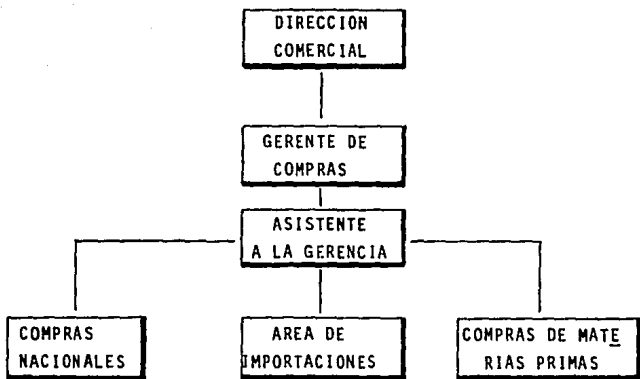 DIRECCION
COMERCIAL
GERENTE DE
COMPRAS
ASISTENTE
A LA GERENCIA
COMPRAS
NACIONALES
AREA DE
IMPORTACIONES
COMPRAS DE MATE
RIAS PRIMAS